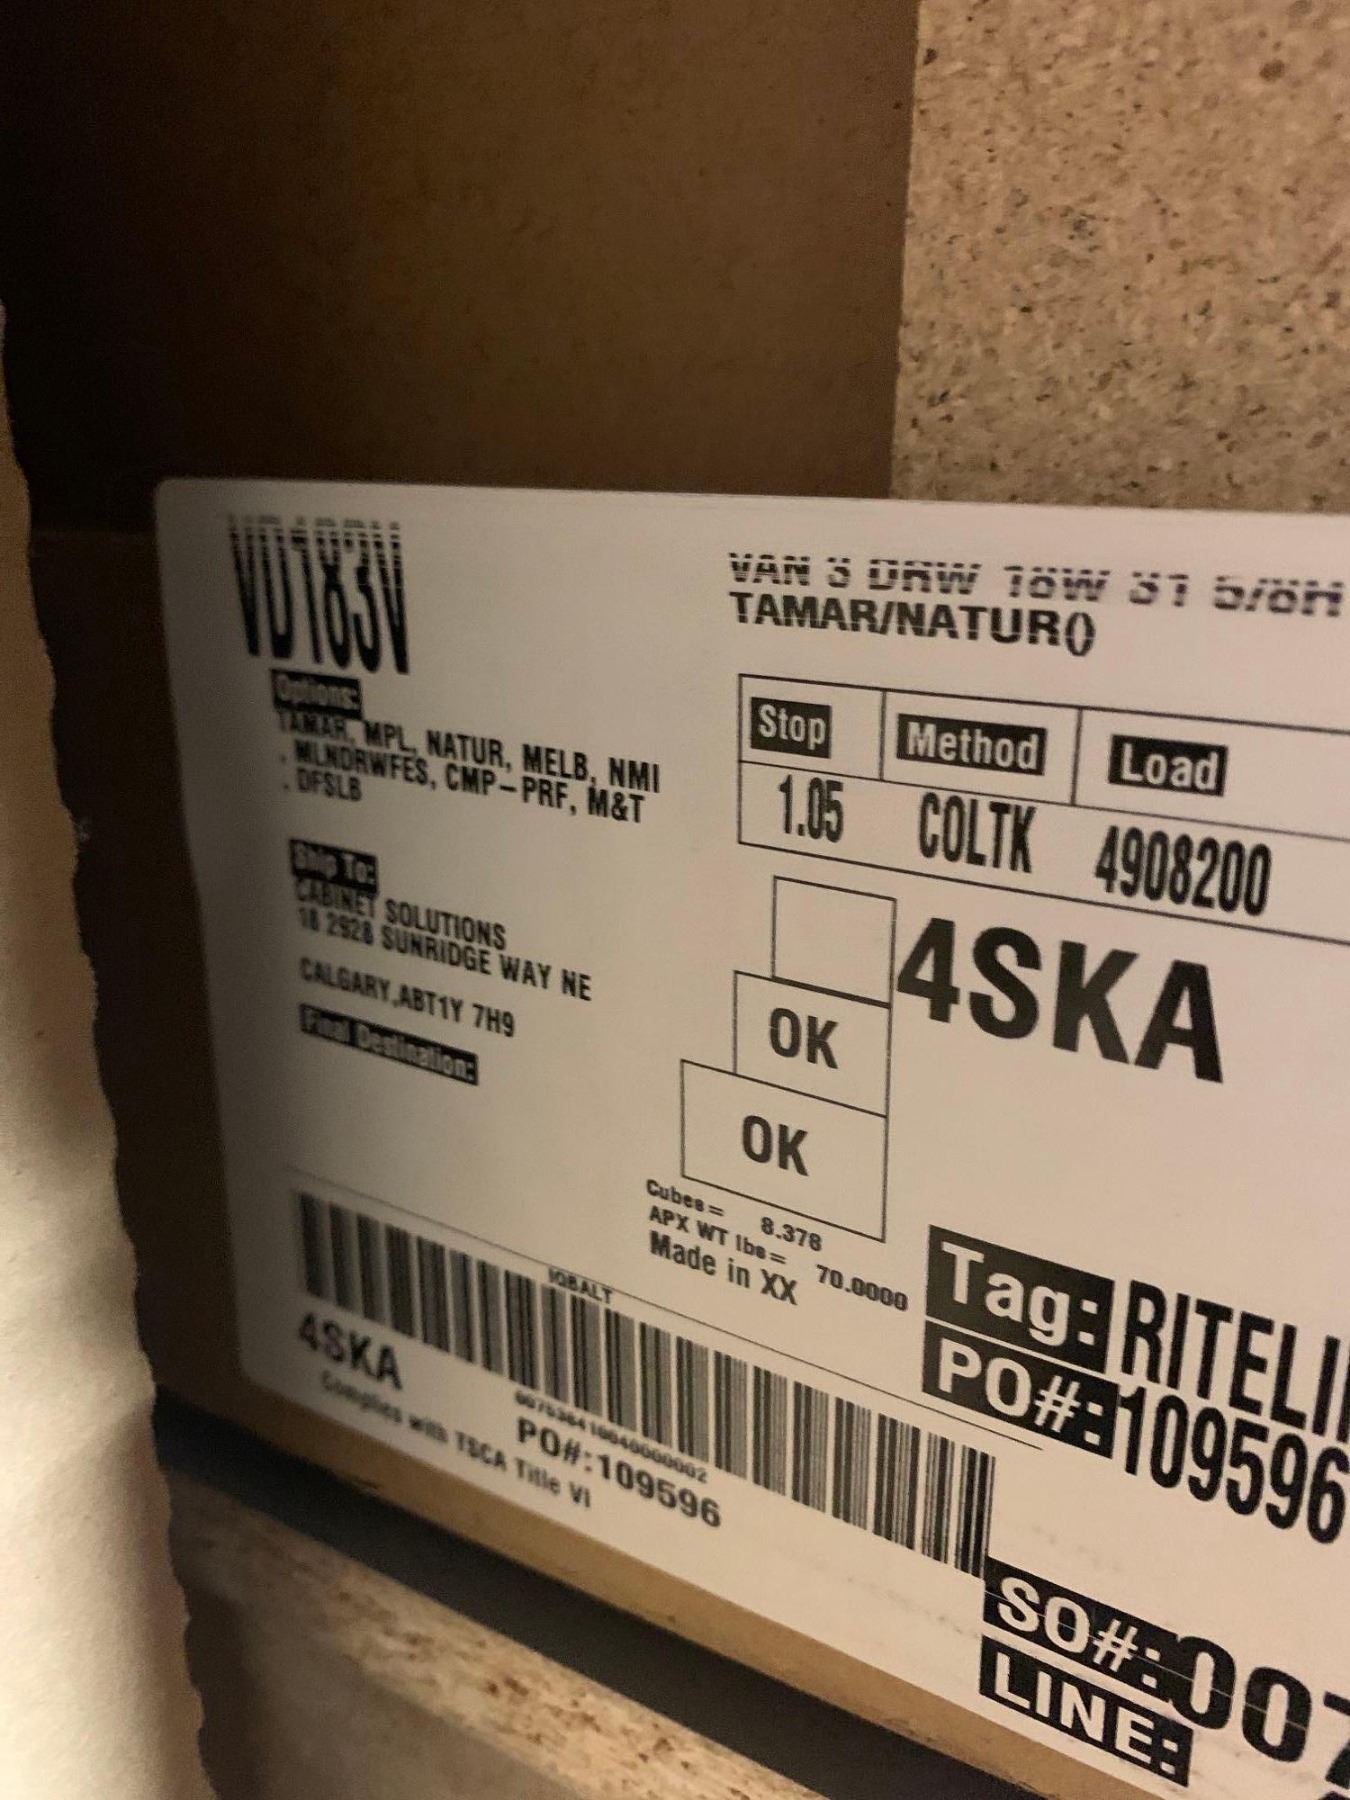 VD183V
VAN 3 DRW 18W 31 5/8H
TAMAR/NATUR()
Options:
TAMAR, MPL, NATUR, MELB, NMI
. MLNDRWFES, CMP-PRF, M&T
. DFSLB
Stop Method Load
1.05 COLTK 4908200
Ship To:
CABINET SOLUTIONS
18 2928 SUNRIDGE WAY NE
CALGARY,ABT1Y 7H9
Final Destination:
4SKA
OK
OK
Cubes= 8.378
APX WT lbs= 70.0000
Made in XX
Tag: RITELI
PO#:109596
IQBALT
4SKA
PO#:109596
Complies with TSCA Title VI
SO#:007
LINE: